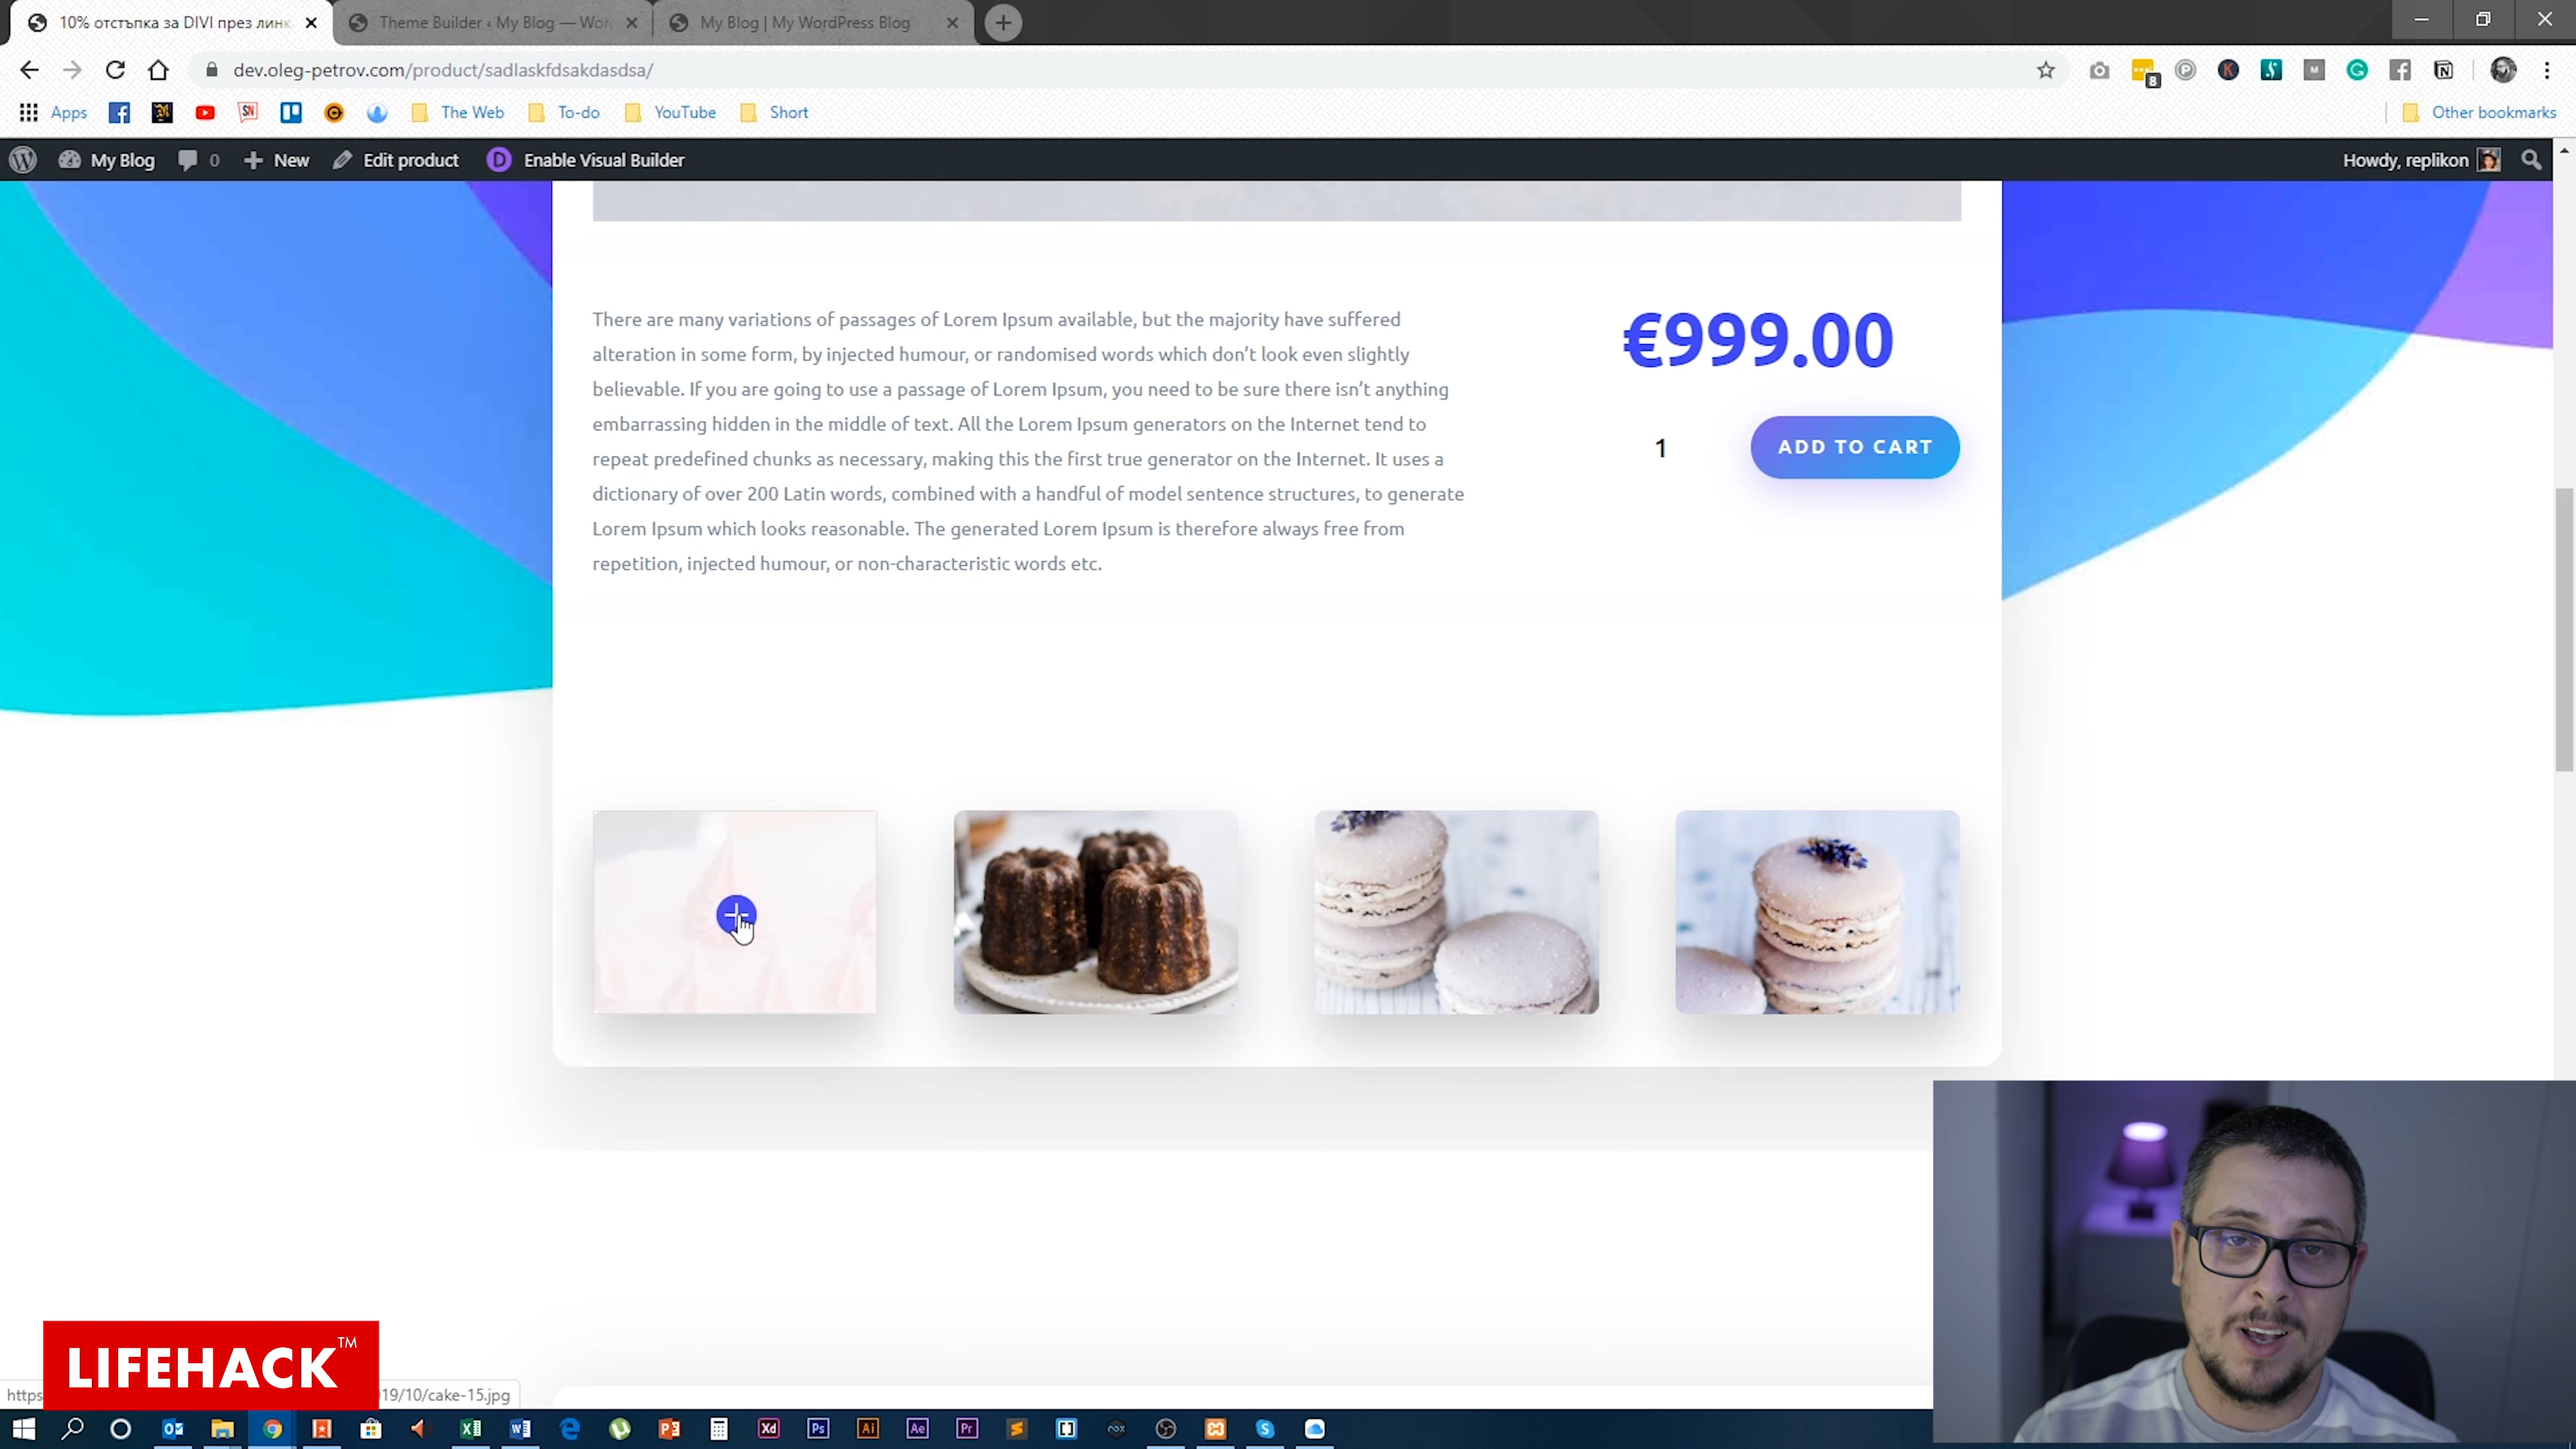 10% отстъпка за DIVI през линк
Theme Builder ‹ My Blog — Wor
My Blog | My WordPress Blog
dev.oleg-petrov.com/product/sadlaskfdsakdasdsa/
8
Apps
The Web
To-do
YouTube
Short
Other bookmarks
My Blog
0
New
Edit product
D
Enable Visual Builder
Howdy, replikon
There are many variations of passages of Lorem Ipsum available, but the majority have suffered
alteration in some form, by injected humour, or randomised words which don't look even slightly
believable. If you are going to use a passage of Lorem Ipsum, you need to be sure there isn't anything
embarrassing hidden in the middle of text. All the Lorem Ipsum generators on the Internet tend to
repeat predefined chunks as necessary, making this the first true generator on the Internet. It uses a
dictionary of over 200 Latin words, combined with a handful of model sentence structures, to generate
Lorem Ipsum which looks reasonable. The generated Lorem Ipsum is therefore always free from
repetition, injected humour, or non-characteristic words etc.
€999.00
1
ADD TO CART
LIFEHACK™
https
19/10/cake-15.jpg
Xd
Ps
Ai
Ae
Pr